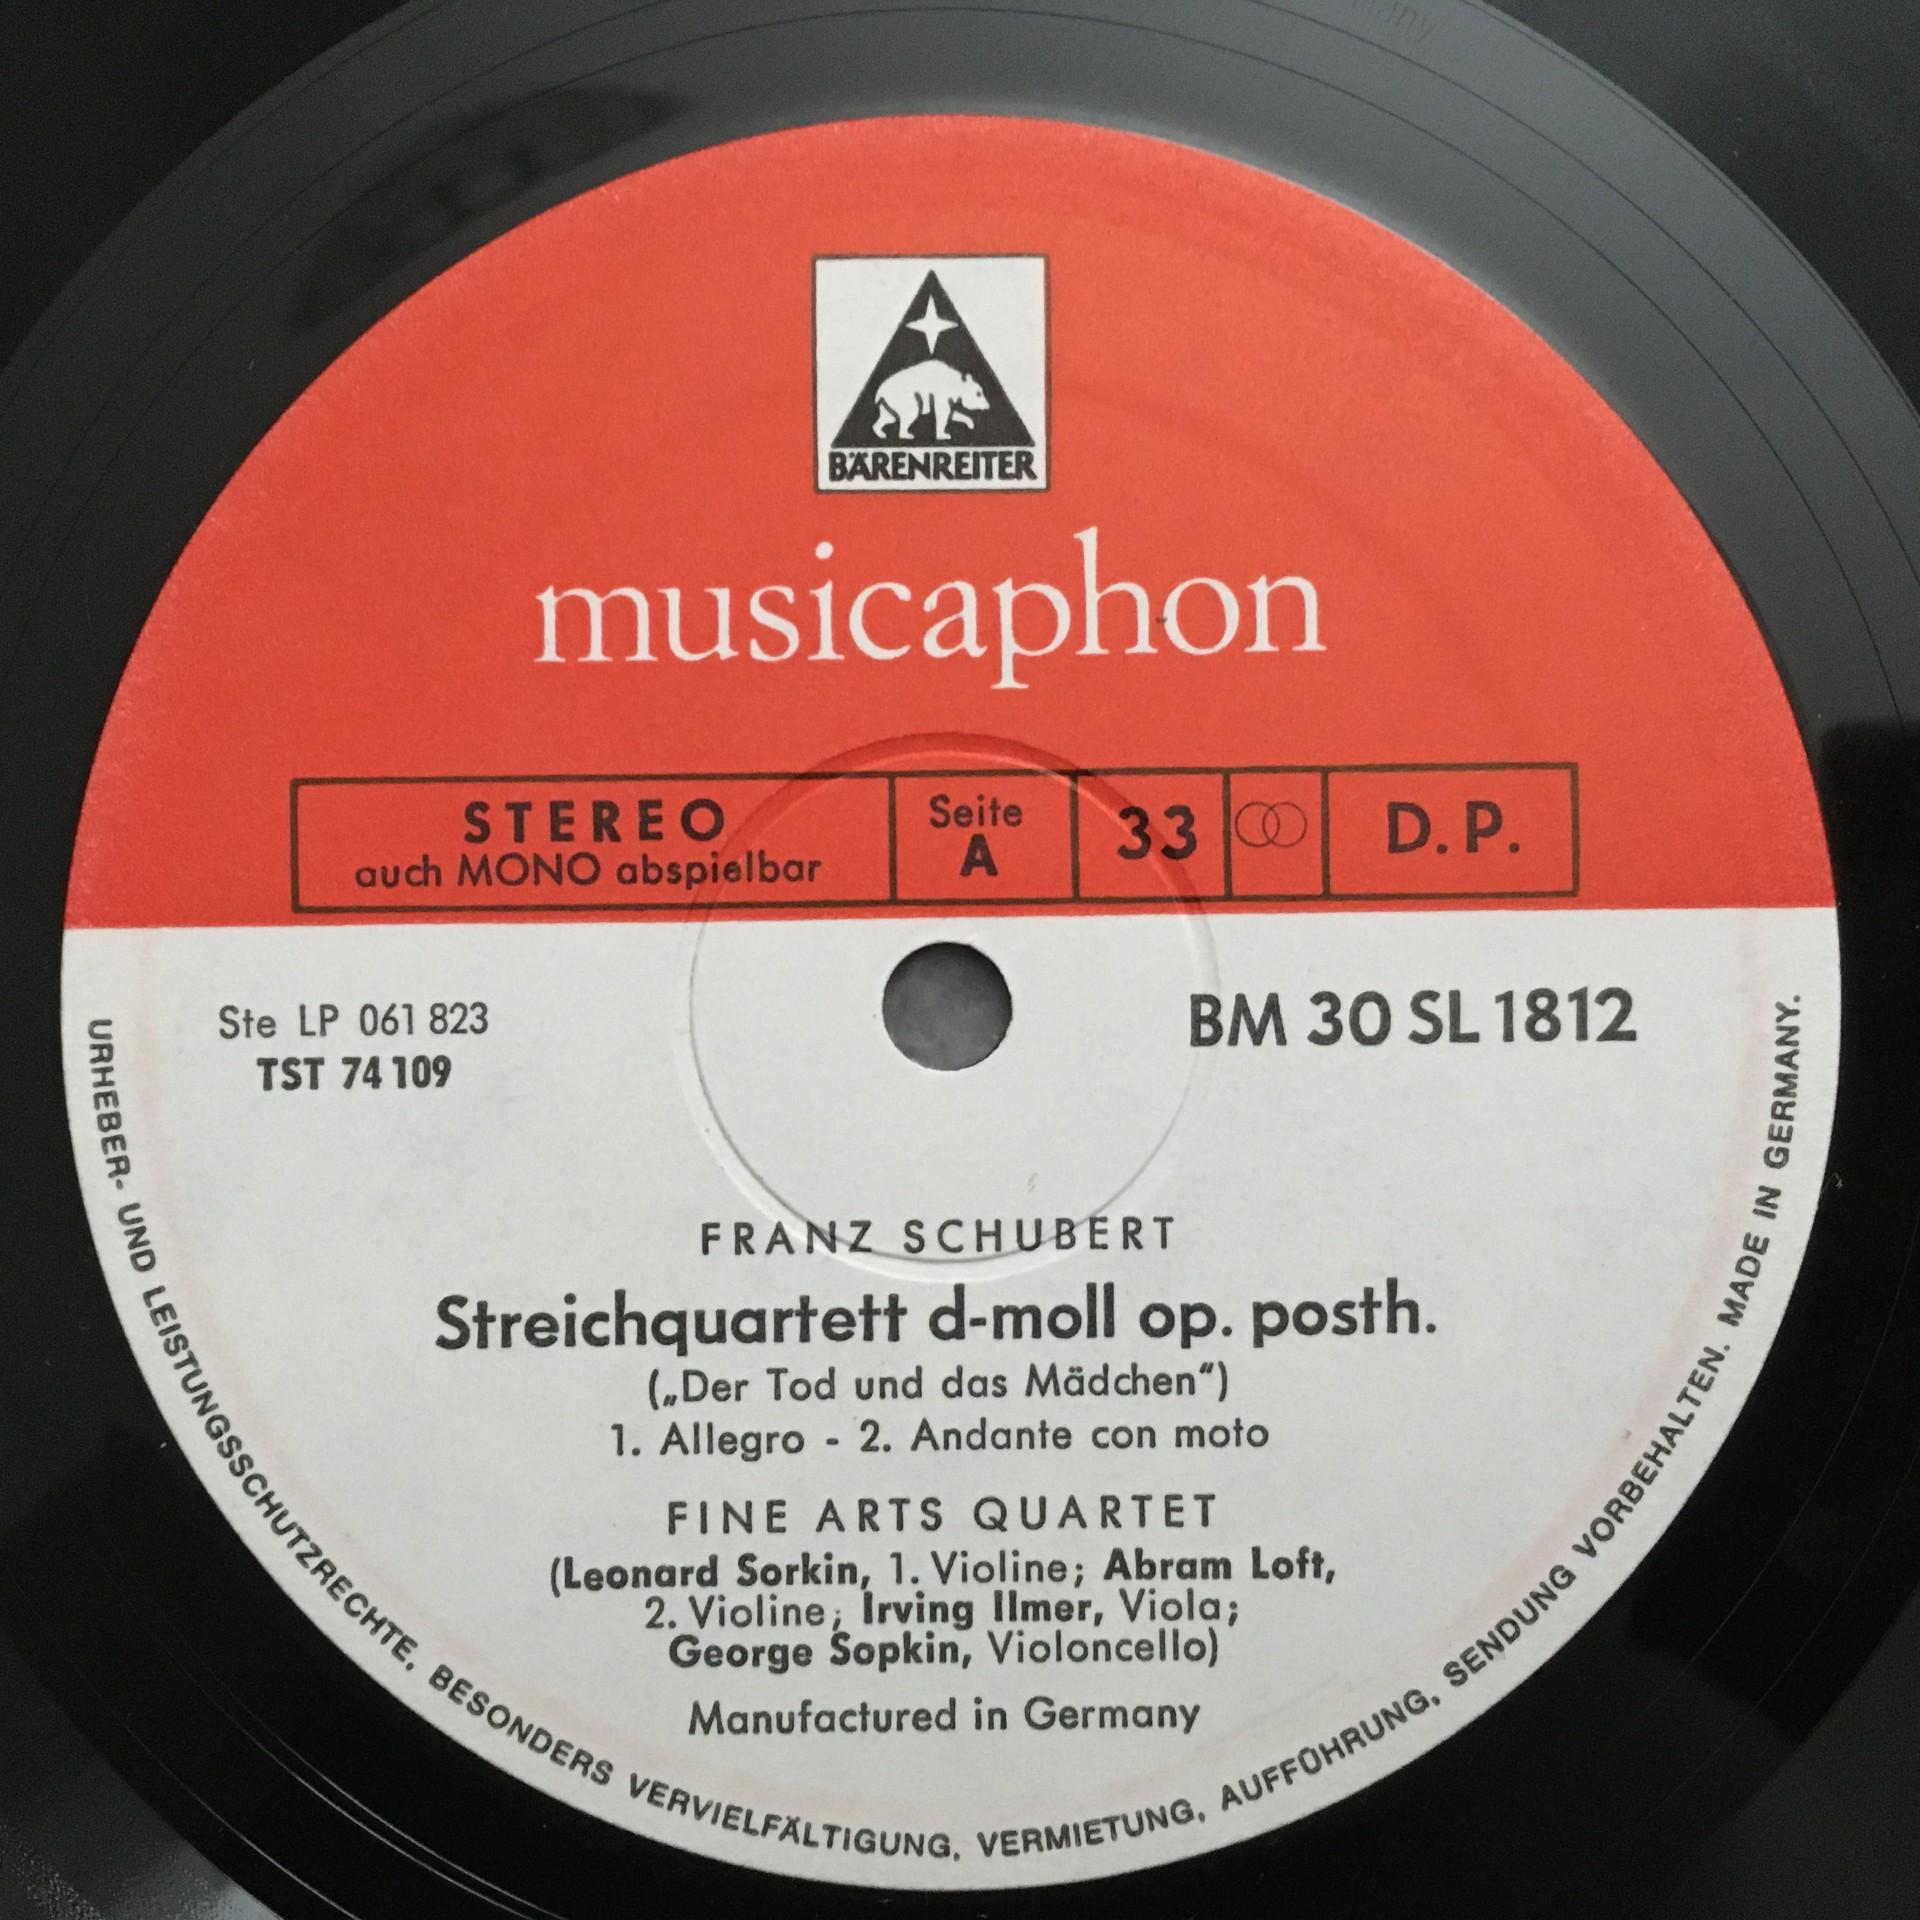 BÄRENREITER
musicaphon
STEREO
auch MONO abspielbar
Seite
A
33
D.P.
Ste LP 061 823
TST 74 109
BM 30 SL 1812
FRANZ SCHUBERT
Streichquartett d-moll op. posth.
(„Der Tod und das Mädchen“)
1. Allegro - 2. Andante con moto
FINE ARTS QUARTET
(Leonard Sorkin, 1. Violine; Abram Loft,
2. Violine; Irving Ilmer, Viola;
George Sopkin, Violoncello)
Manufactured in Germany
URHEBER- UND LEISTUNGSSCHUTZRECHTE, BESONDERS VERVIELFÄLTIGUNG, VERMIETUNG, AUFFÜHRUNG, SENDUNG VORBEHALTEN. MADE IN GERMANY.